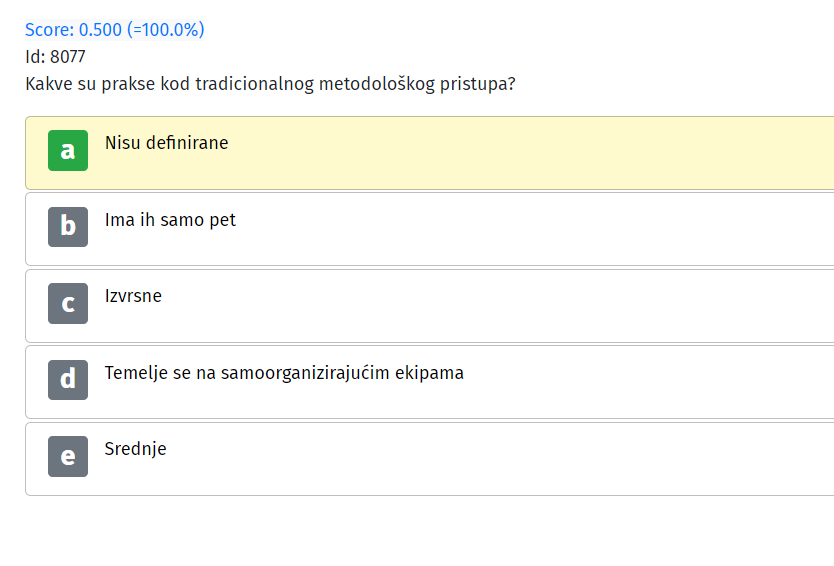 Score: 0.500 (=100.0%)
Id: 8077
Kakve su prakse kod tradicionalnog metodološkog pristupa?
a Nisu definirane
b Ima ih samo pet
c Izvrsne
d Temelje se na samoorganizirajućim ekipama
e Srednje